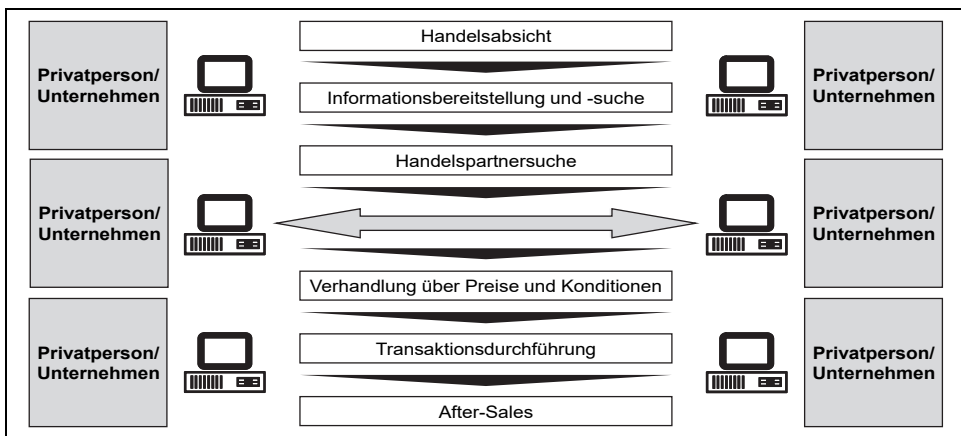 Handelsabsicht
Privatperson/
Unternehmen
Privatperson/
Unternehmen
Informationsbereitstellung und -suche
Handelspartnersuche
Privatperson/
Unternehmen
Privatperson/
Unternehmen
Verhandlung über Preise und Konditionen
Transaktionsdurchführung
Privatperson/
Unternehmen
Privatperson/
Unternehmen
After-Sales